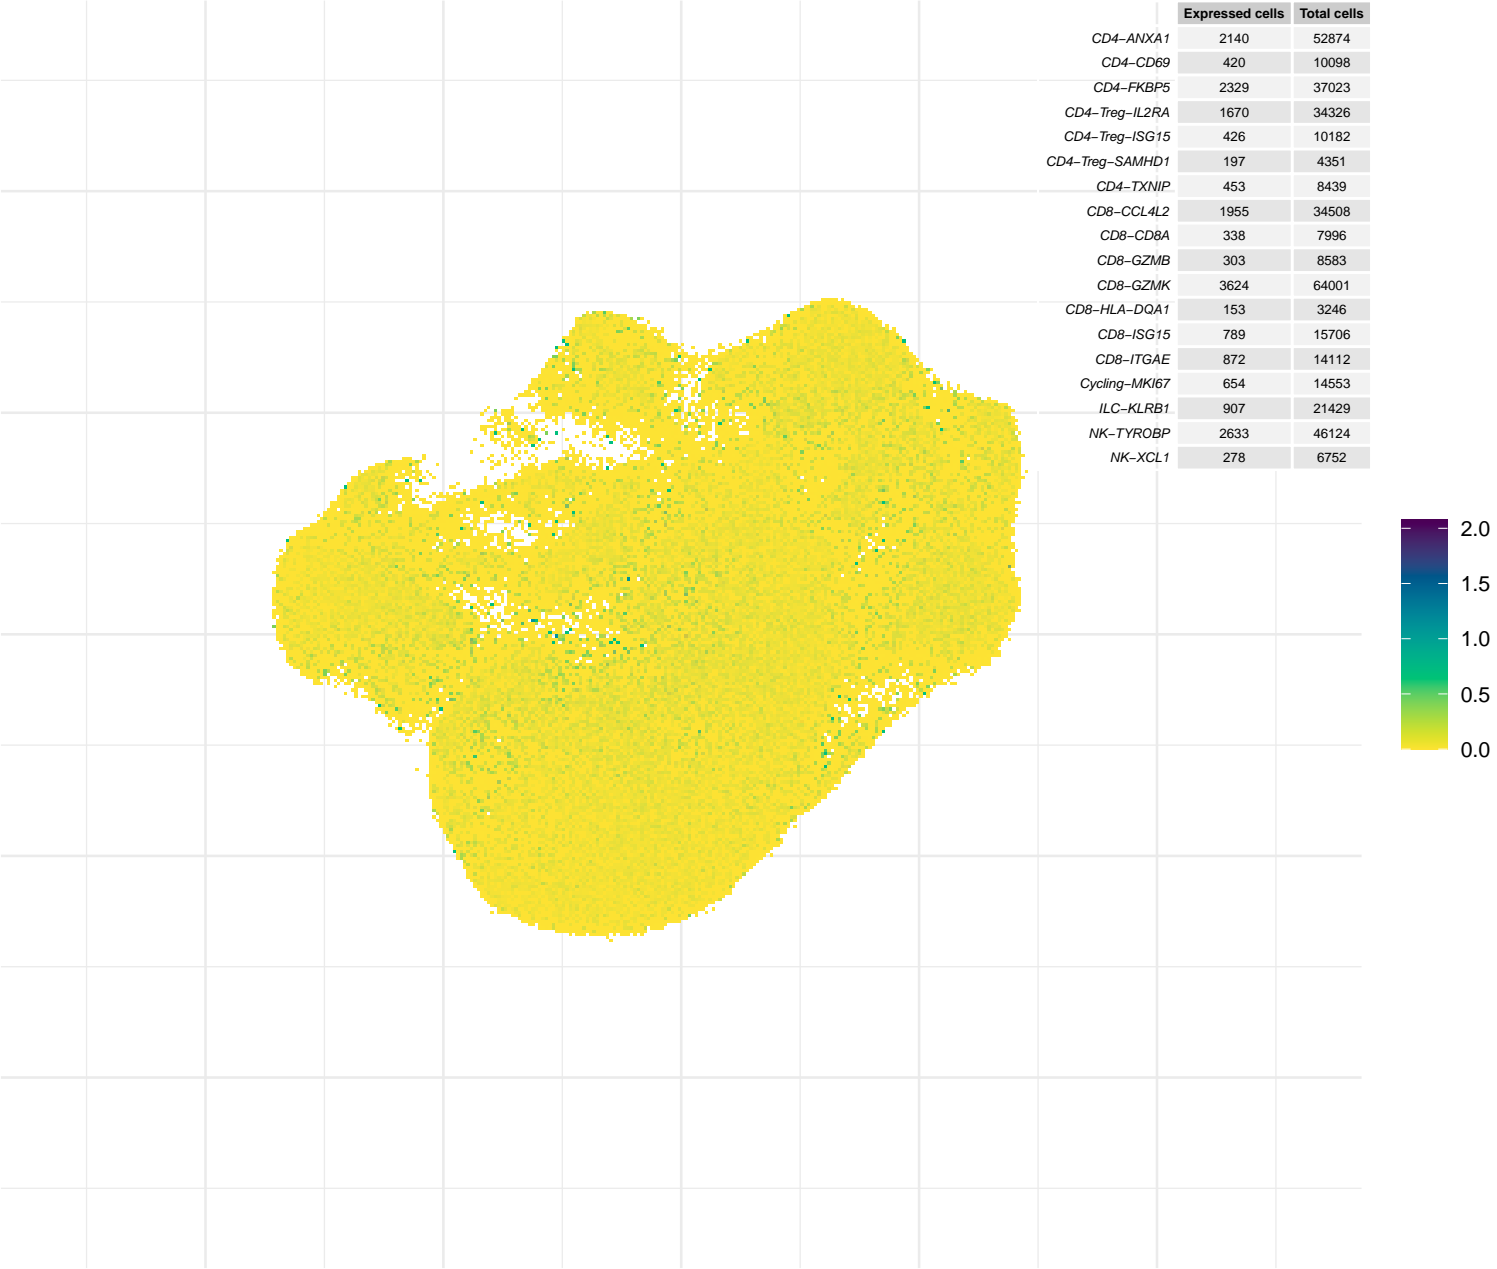 Expressed cells Total cells
CD4−ANXA1 2140 52874
CD4−CD69 420 10098
CD4−FKBP5 2329 37023
CD4−Treg−IL2RA 1670 34326
CD4−Treg−ISG15 426 10182
CD4−Treg−SAMHD1 197 4351
CD4−TXNIP 453 8439
CD8−CCL4L2 1955 34508
CD8−CD8A 338 7996
CD8−GZMB 303 8583
CD8−GZMK 3624 64001
CD8−HLA−DQA1 153 3246
CD8−ISG15 789 15706
CD8−ITGAE 872 14112
Cycling−MKI67 654 14553
ILC−KLRB1 907 21429
NK−TYROBP 2633 46124
NK−XCL1 278 6752
2.0
1.5
1.0
0.5
0.0